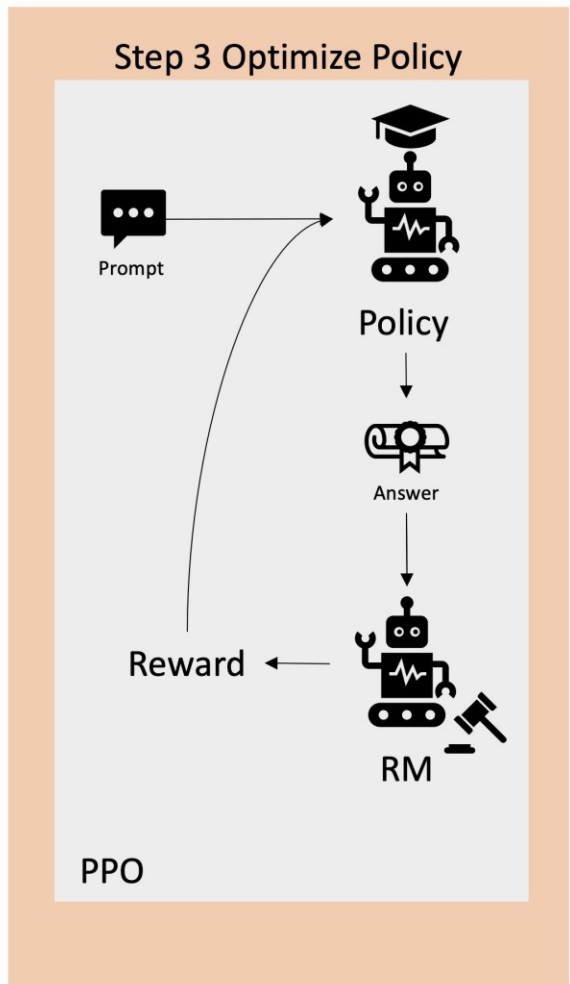 Step 3 Optimize Policy
Prompt
Policy
Answer
Reward
RM
PPO